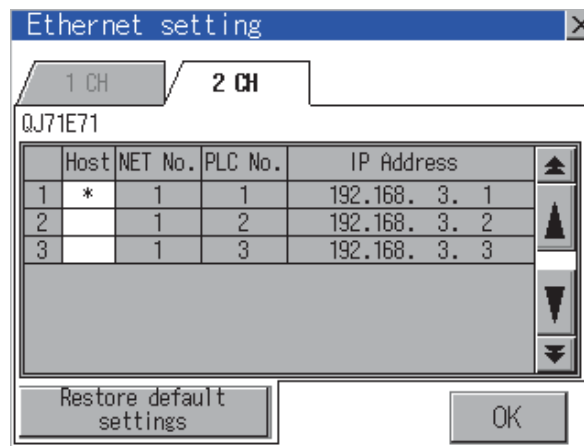 Ethernet setting
1 CH 2 CH
QJ71E71
Host NET No. PLC No. IP Address
1 * 1 1 192.168. 3. 1
2 1 2 192.168. 3. 2
3 1 3 192.168. 3. 3
Restore default
settings
OK